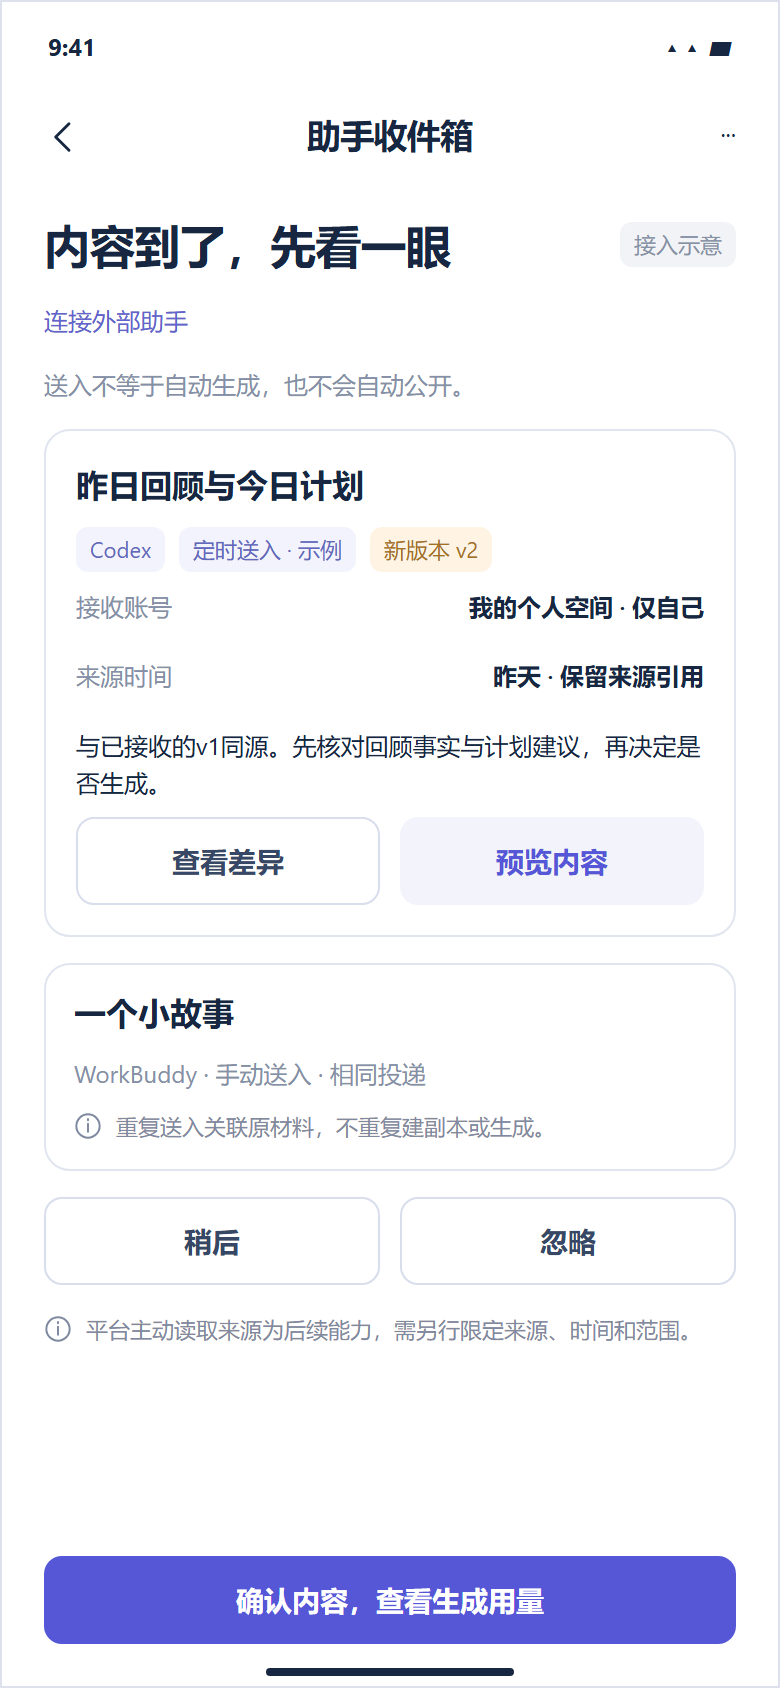 9:41
助手收件箱
...
内容到了，先看一眼
接入示意
连接外部助手
送入不等于自动生成，也不会自动公开。
昨日回顾与今日计划
Codex
定时送入 · 示例
新版本 v2
接收账号
我的个人空间 · 仅自己
来源时间
昨天 · 保留来源引用
与已接收的v1同源。先核对回顾事实与计划建议，再决定是
否生成。
查看差异
预览内容
一个小故事
WorkBuddy · 手动送入 · 相同投递
重复送入关联原材料，不重复建副本或生成。
稍后
忽略
平台主动读取来源为后续能力，需另行限定来源、时间和范围。
确认内容，查看生成用量